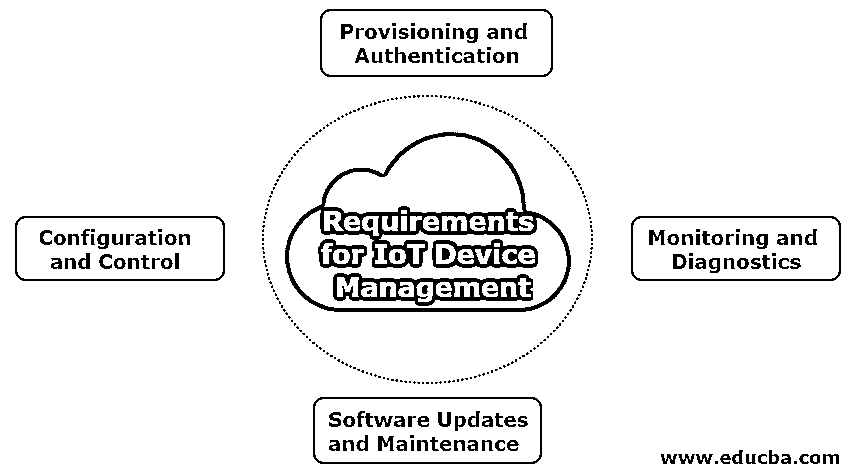 Provisioning and
Authentication
Configuration
and Control
Requirements
for IoT Device
Management
Monitoring and
Diagnostics
Software Updates
and Maintenance
www.educba.com